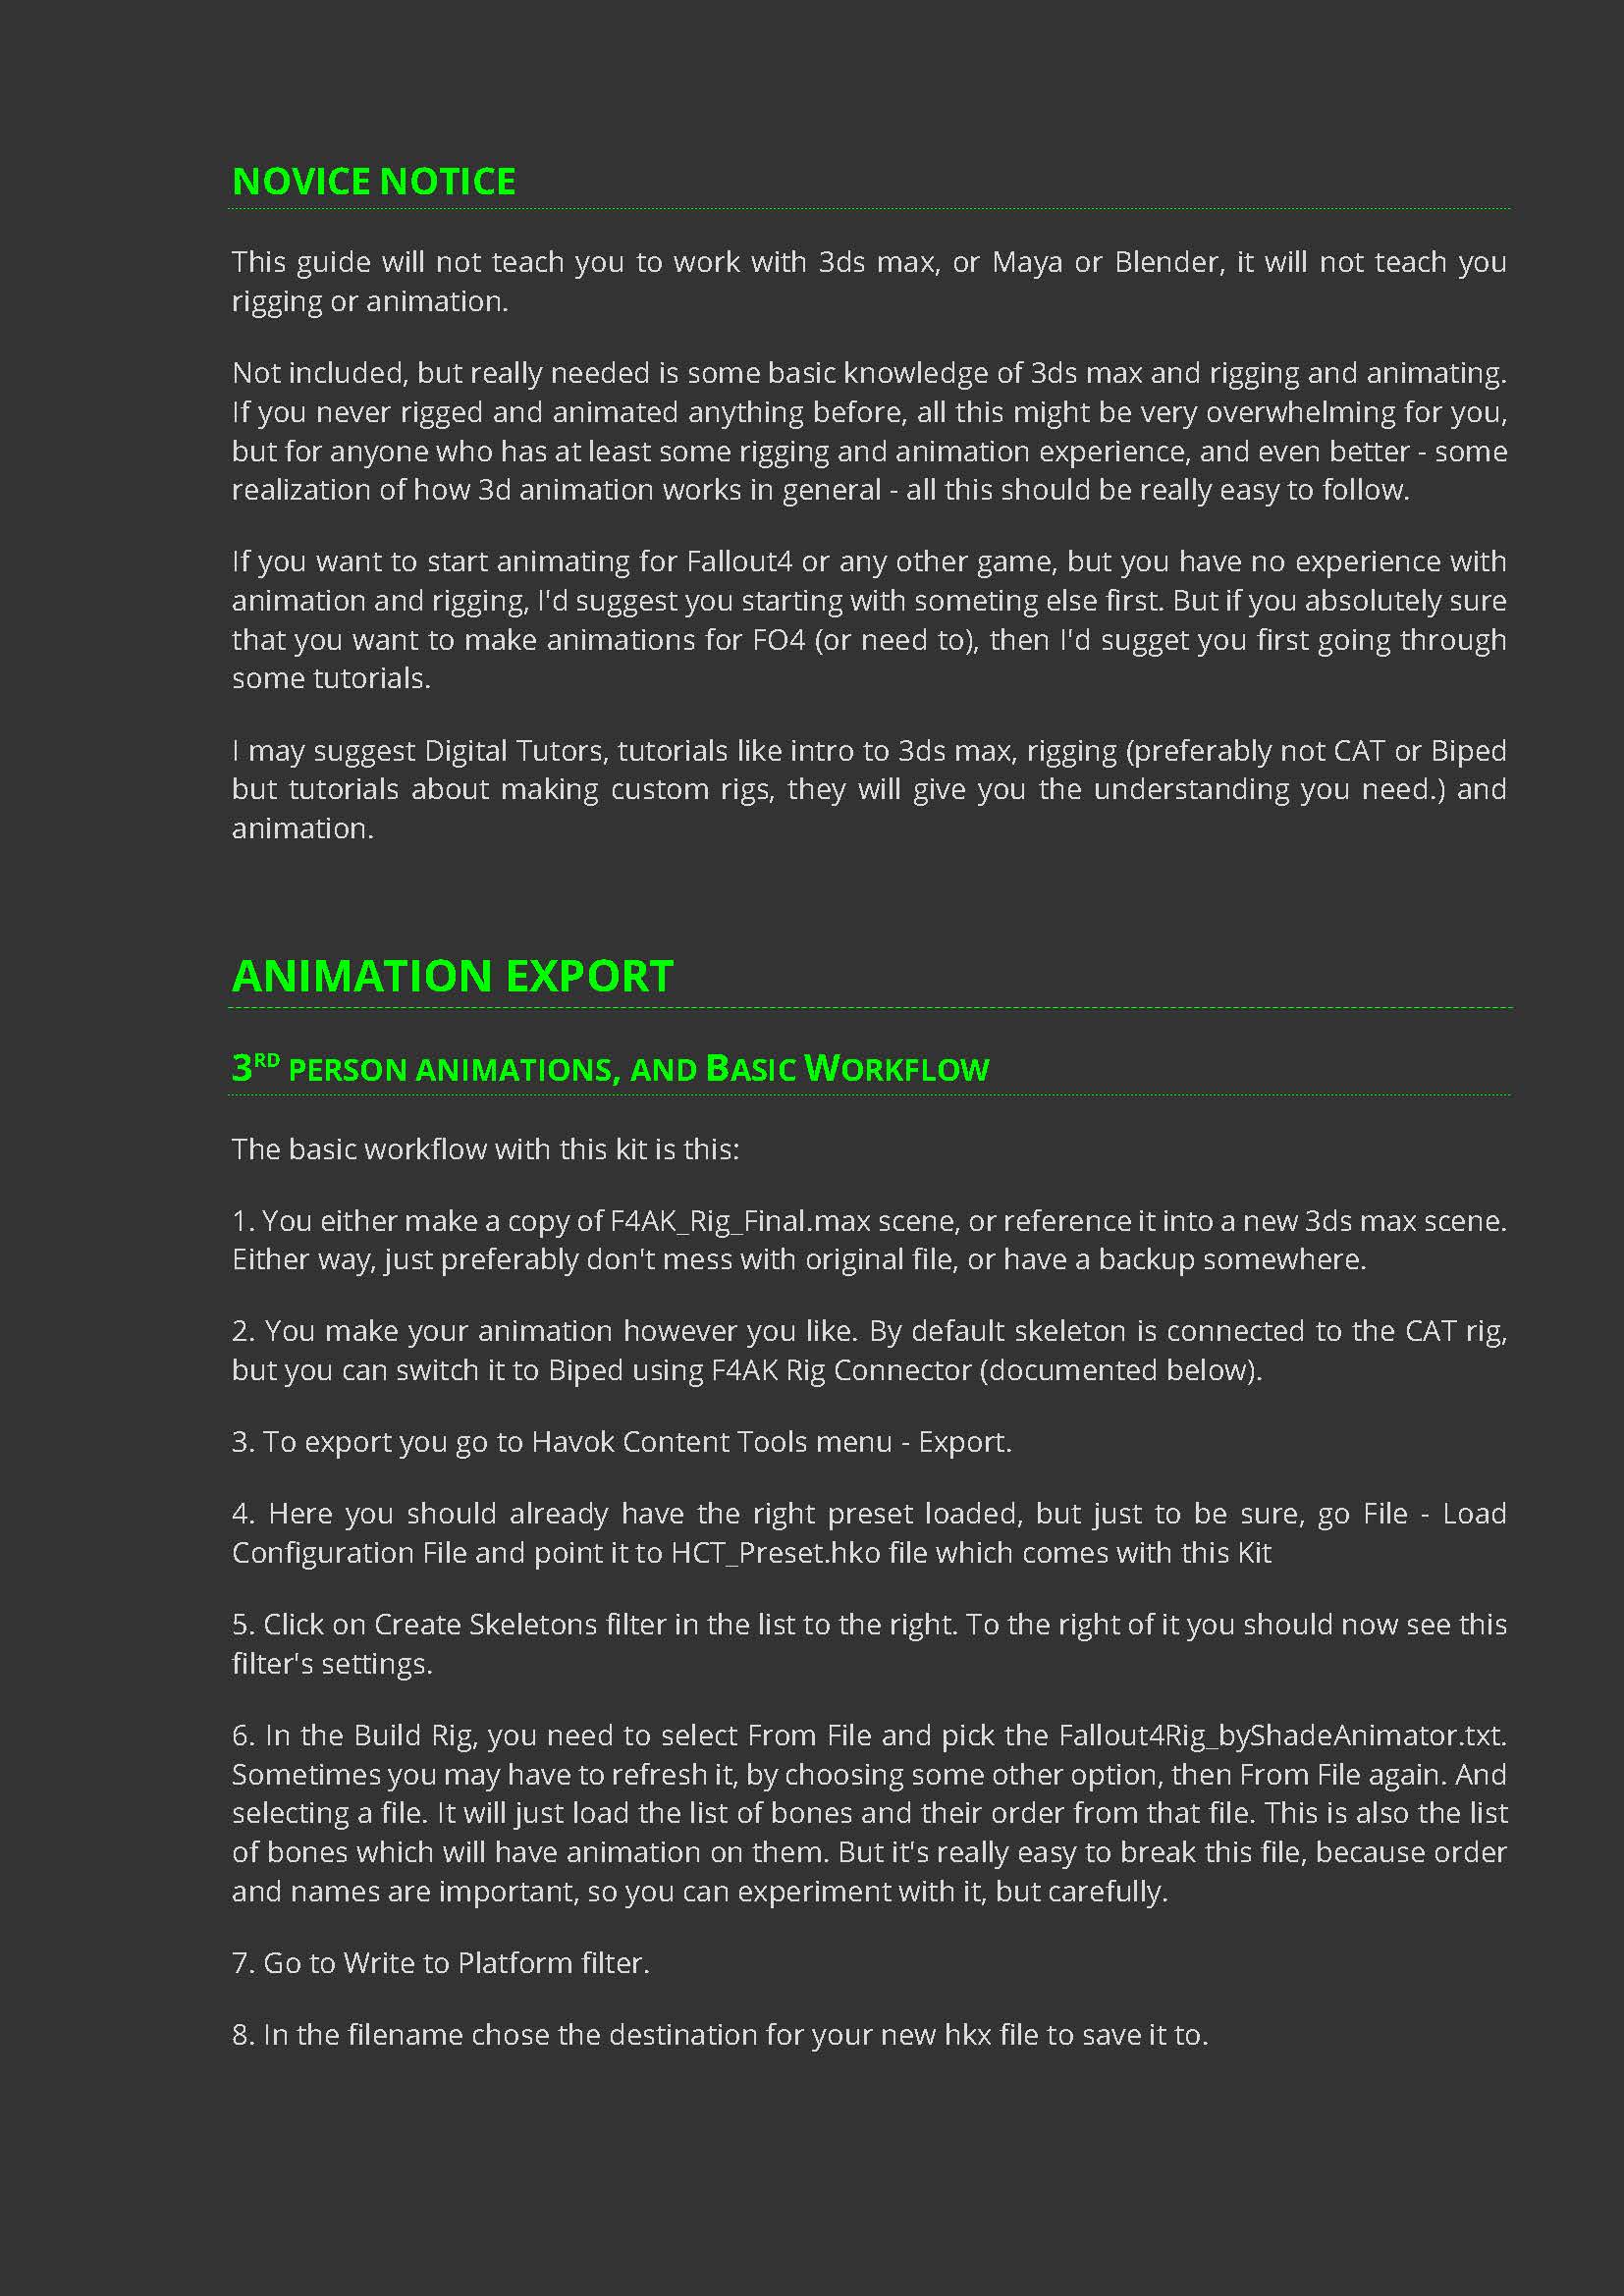 NOVICE NOTICE
This guide will not teach you to work with 3ds max, or Maya or Blender, it will not teach you
rigging or animation.
Not included, but really needed is some basic knowledge of 3ds max and rigging and animating.
If you never rigged and animated anything before, all this might be very overwhelming for you,
but for anyone who has at least some rigging and animation experience, and even better - some
realization of how 3d animation works in general - all this should be really easy to follow.
If you want to start animating for Fallout4 or any other game, but you have no experience with
animation and rigging, I'd suggest you starting with someting else first. But if you absolutely sure
that you want to make animations for FO4 (or need to), then I'd sugget you first going through
some tutorials.
I may suggest Digital Tutors, tutorials like intro to 3ds max, rigging (preferably not CAT or Biped
but tutorials about making custom rigs, they will give you the understanding you need.) and
animation.
ANIMATION EXPORT
3RD PERSON ANIMATIONS, AND BASIC WORKFLOW
The basic workflow with this kit is this:
1. You either make a copy of F4AK_Rig_Final.max scene, or reference it into a new 3ds max scene.
Either way, just preferably don't mess with original file, or have a backup somewhere.
2. You make your animation however you like. By default skeleton is connected to the CAT rig,
but you can switch it to Biped using F4AK Rig Connector (documented below).
3. To export you go to Havok Content Tools menu - Export.
4. Here you should already have the right preset loaded, but just to be sure, go File - Load
Configuration File and point it to HCT_Preset.hko file which comes with this Kit
5. Click on Create Skeletons filter in the list to the right. To the right of it you should now see this
filter's settings.
6. In the Build Rig, you need to select From File and pick the Fallout4Rig_byShadeAnimator.txt.
Sometimes you may have to refresh it, by choosing some other option, then From File again. And
selecting a file. It will just load the list of bones and their order from that file. This is also the list
of bones which will have animation on them. But it's really easy to break this file, because order
and names are important, so you can experiment with it, but carefully.
7. Go to Write to Platform filter.
8. In the filename chose the destination for your new hkx file to save it to.